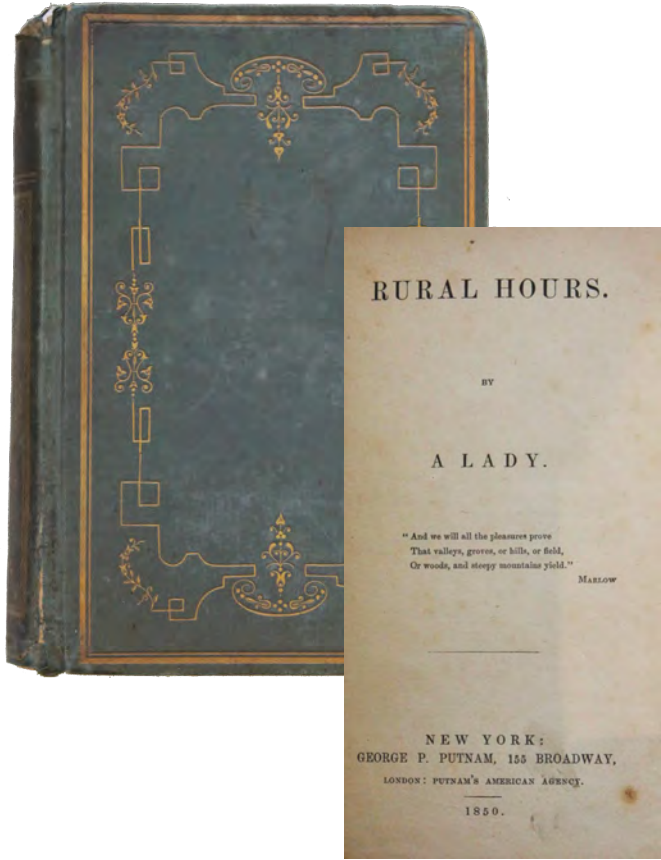 RURAL HOURS.
BY
A LADY.
"And we will all the pleasures prove
That valleys, groves, or hills, or field,
Or woods, and steepy mountains yield."
Marlow
NEW YORK:
GEORGE P. PUTNAM, 155 BROADWAY,
LONDON: PUTNAM'S AMERICAN AGENCY.
1850.